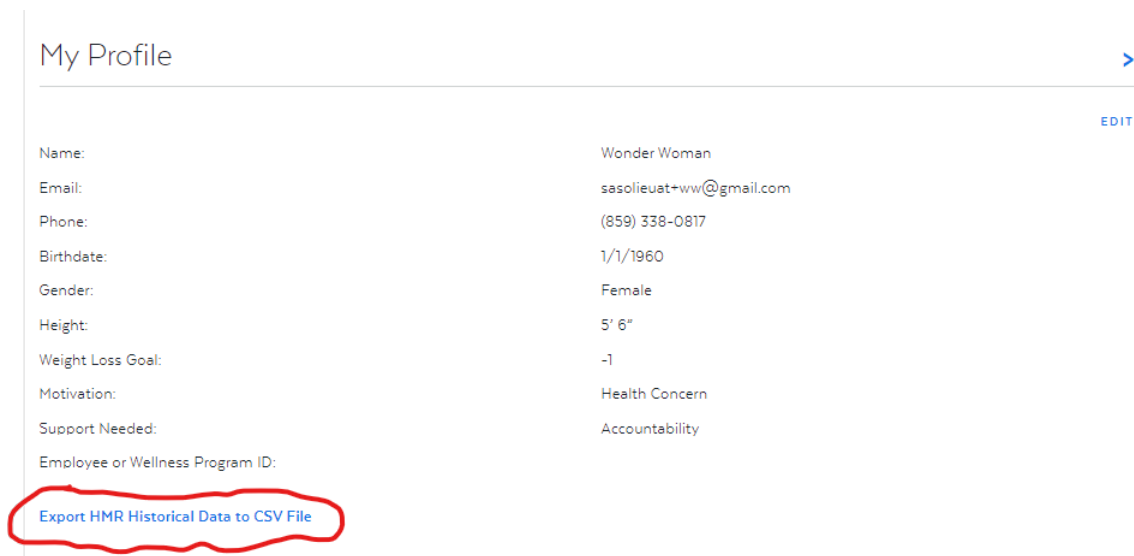 My Profile
>
EDIT
Name: Wonder Woman
Email: sasolieuat+ww@gmail.com
Phone: (859) 338-0817
Birthdate: 1/1/1960
Gender: Female
Height: 5' 6"
Weight Loss Goal: -1
Motivation: Health Concern
Support Needed: Accountability
Employee or Wellness Program ID:
Export HMR Historical Data to CSV File